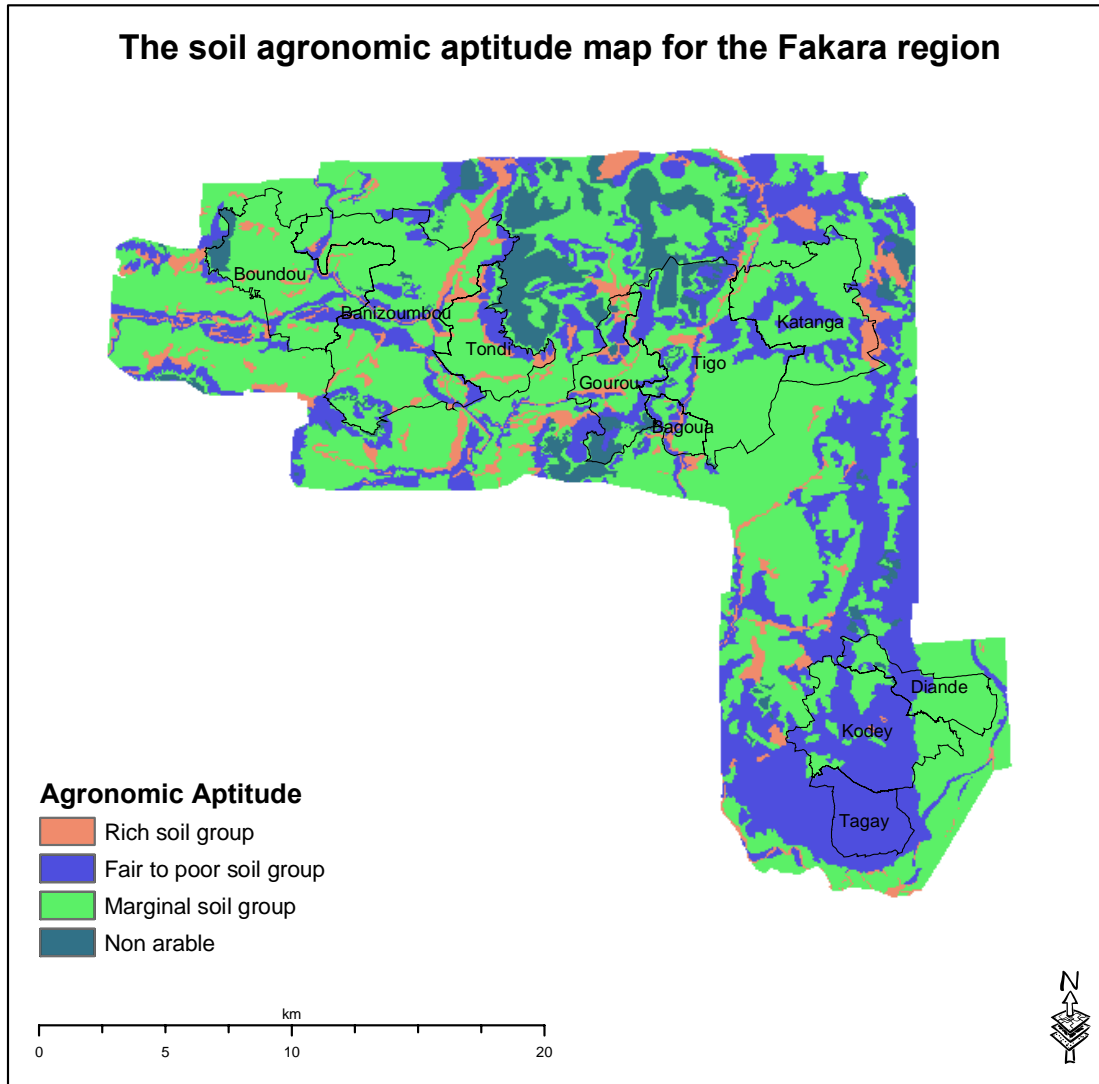 The soil agronomic aptitude map for the Fakara region
Boundou
Banizoumbou
Tondi
Gourou
Tigo
Katanga
Bagoua
Diande
Kodey
Tagay
Agronomic Aptitude
Rich soil group
Fair to poor soil group
Marginal soil group
Non arable
km
0 5 10 20
N